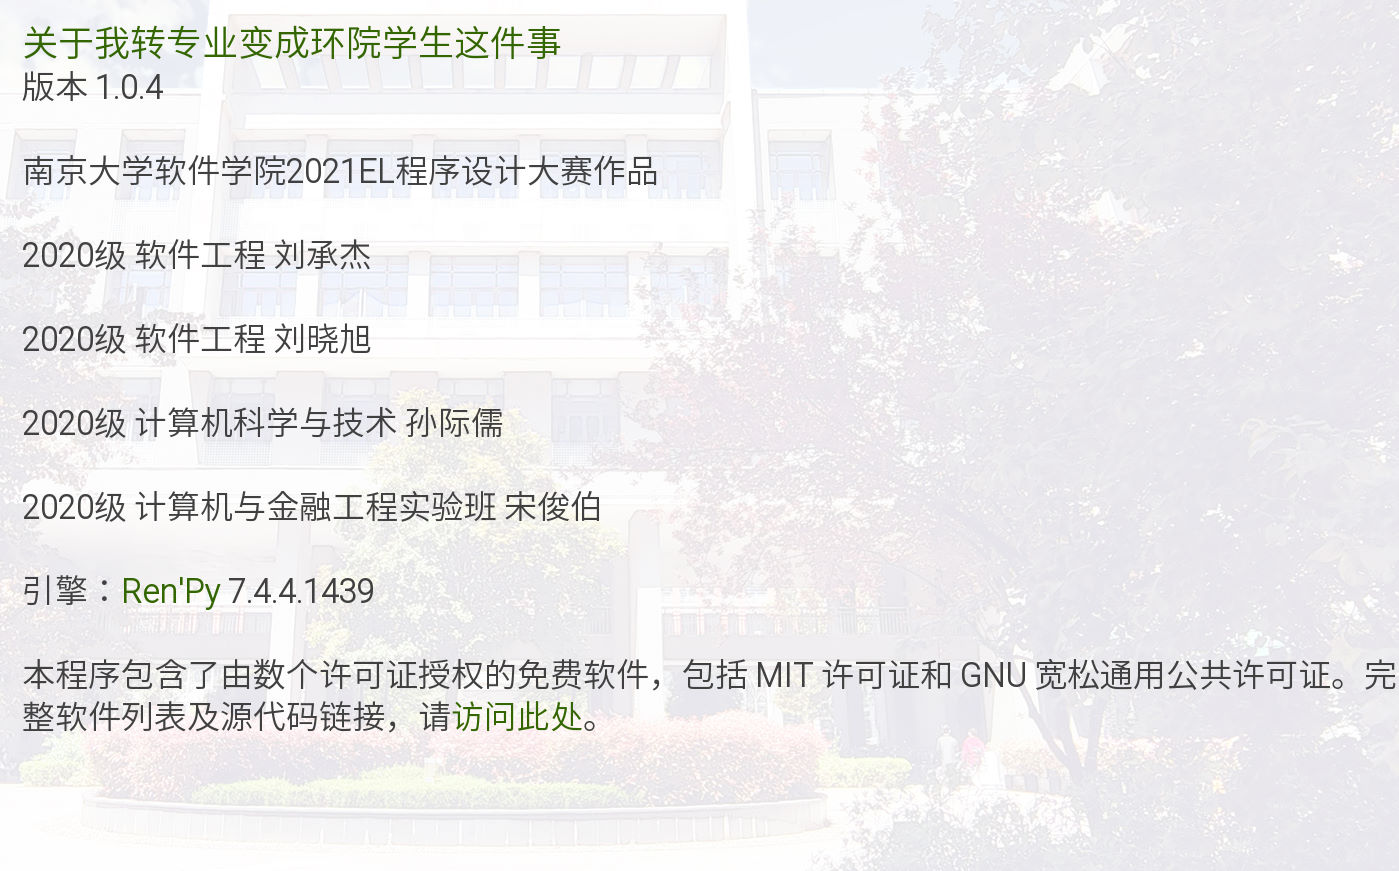 关于我转专业变成环院学生这件事
版本 1.0.4
南京大学软件学院2021EL程序设计大赛作品
2020级 软件工程 刘承杰
2020级 软件工程 刘晓旭
2020级 计算机科学与技术 孙际儒
2020级 计算机与金融工程实验班 宋俊伯
引擎：Ren'Py 7.4.4.1439
本程序包含了由数个许可证授权的免费软件，包括 MIT 许可证和 GNU 宽松通用公共许可证。完
整软件列表及源代码链接，请访问此处。